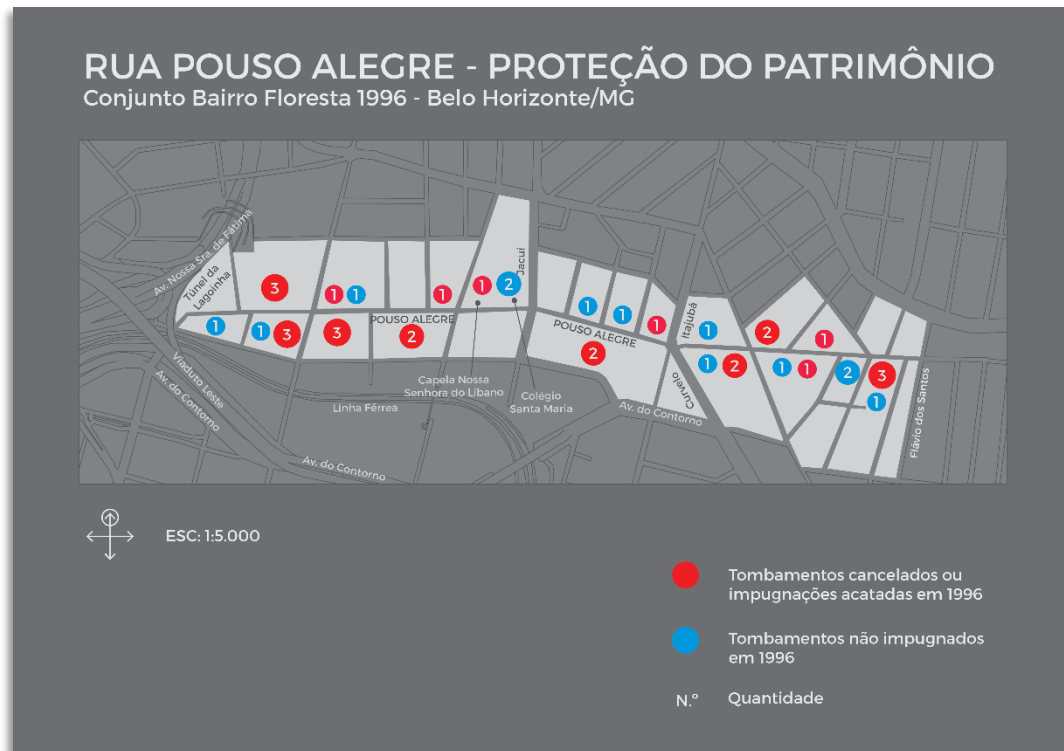 RUA POUSO ALEGRE - PROTEÇÃO DO PATRIMÔNIO
Conjunto Bairro Floresta 1996 - Belo Horizonte/MG
Av. Nossa Sra. de Fátima
Túnel da
Lagoinha
3
1
1
1
1
2
Jacuí
1
1
3
3
POUSO ALEGRE
2
1
1
1
POUSO ALEGRE
2
Itajubá
1
2
1
1
2
1
1
2
3
1
Curvelo
Flávio dos Santos
Viaduto Leste
Av. do Contorno
Linha Férrea
Capela Nossa
Senhora do Líbano
Colégio
Santa Maria
Av. do Contorno
Av. do Contorno
ESC: 1:5.000
Tombamentos cancelados ou
impugnações acatadas em 1996
Tombamentos não impugnados
em 1996
N.º Quantidade